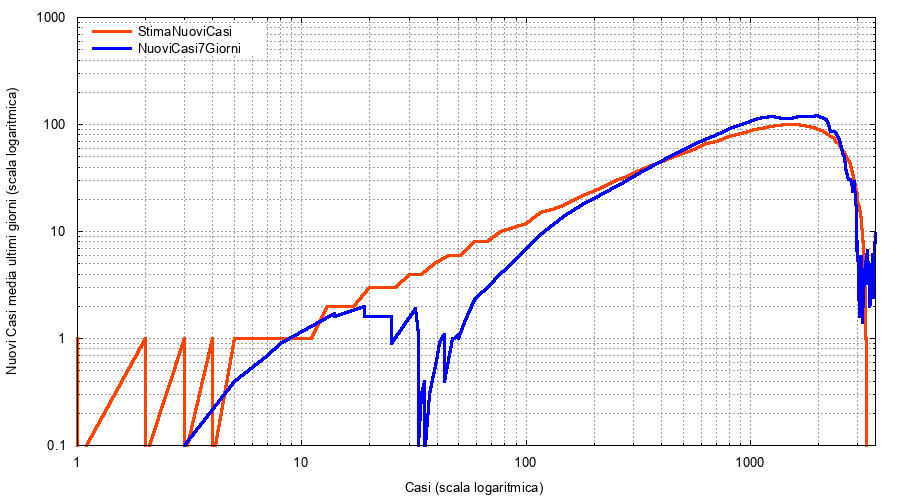 1000
StimaNuoviCasi
NuoviCasi7Giorni
100
10
1
0.1
Nuovi Casi media ultimi giorni (scala logaritmica)
1 10 100 1000
Casi (scala logaritmica)